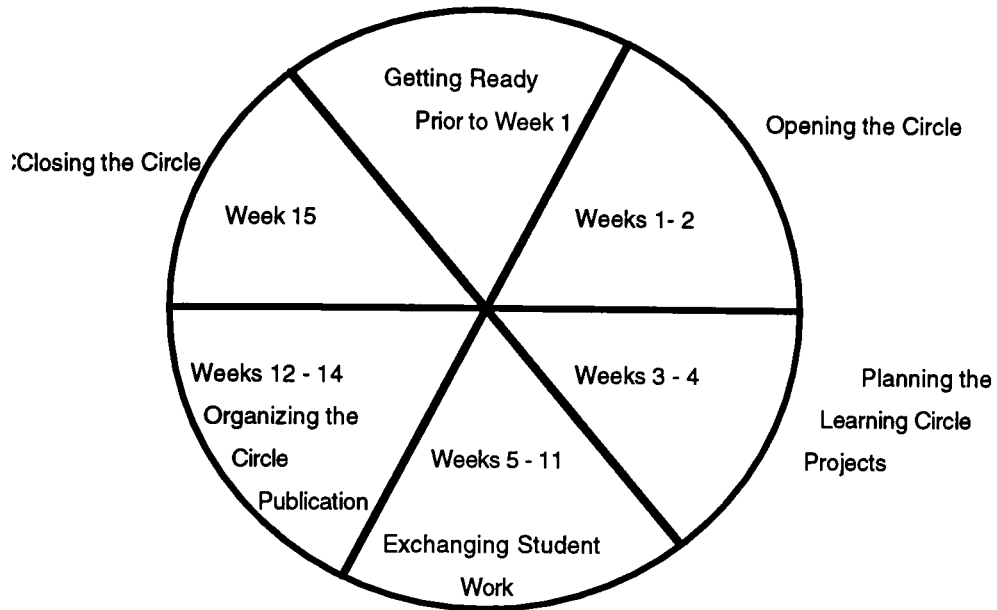 Getting Ready
Prior to Week 1
Opening the Circle
Weeks 1- 2
Weeks 3 - 4
Planning the
Learning Circle
Projects
Weeks 5 - 11
Exchanging Student
Work
Weeks 12 - 14
Organizing the
Circle
Publication
Closing the Circle
Week 15